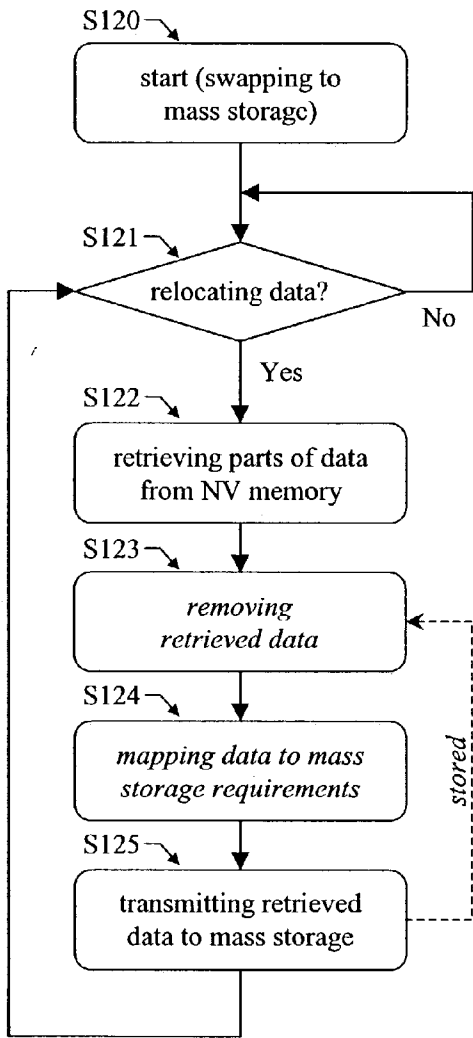 S120
start (swapping to
mass storage)
S121
relocating data?
No
Yes
S122
retrieving parts of data
from NV memory
S123
removing
retrieved data
S124
mapping data to mass
storage requirements
stored
S125
transmitting retrieved
data to mass storage